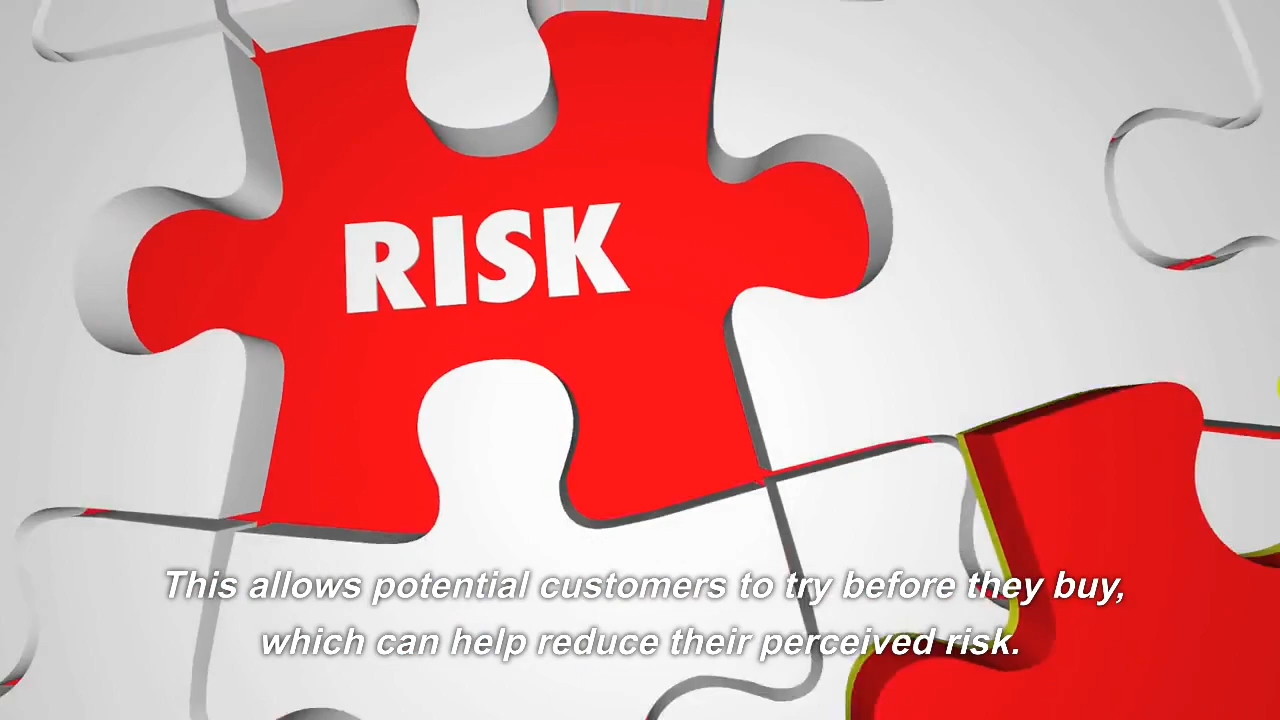 RISK
This allows potential customers to try before they buy,
which can help reduce their perceived risk.